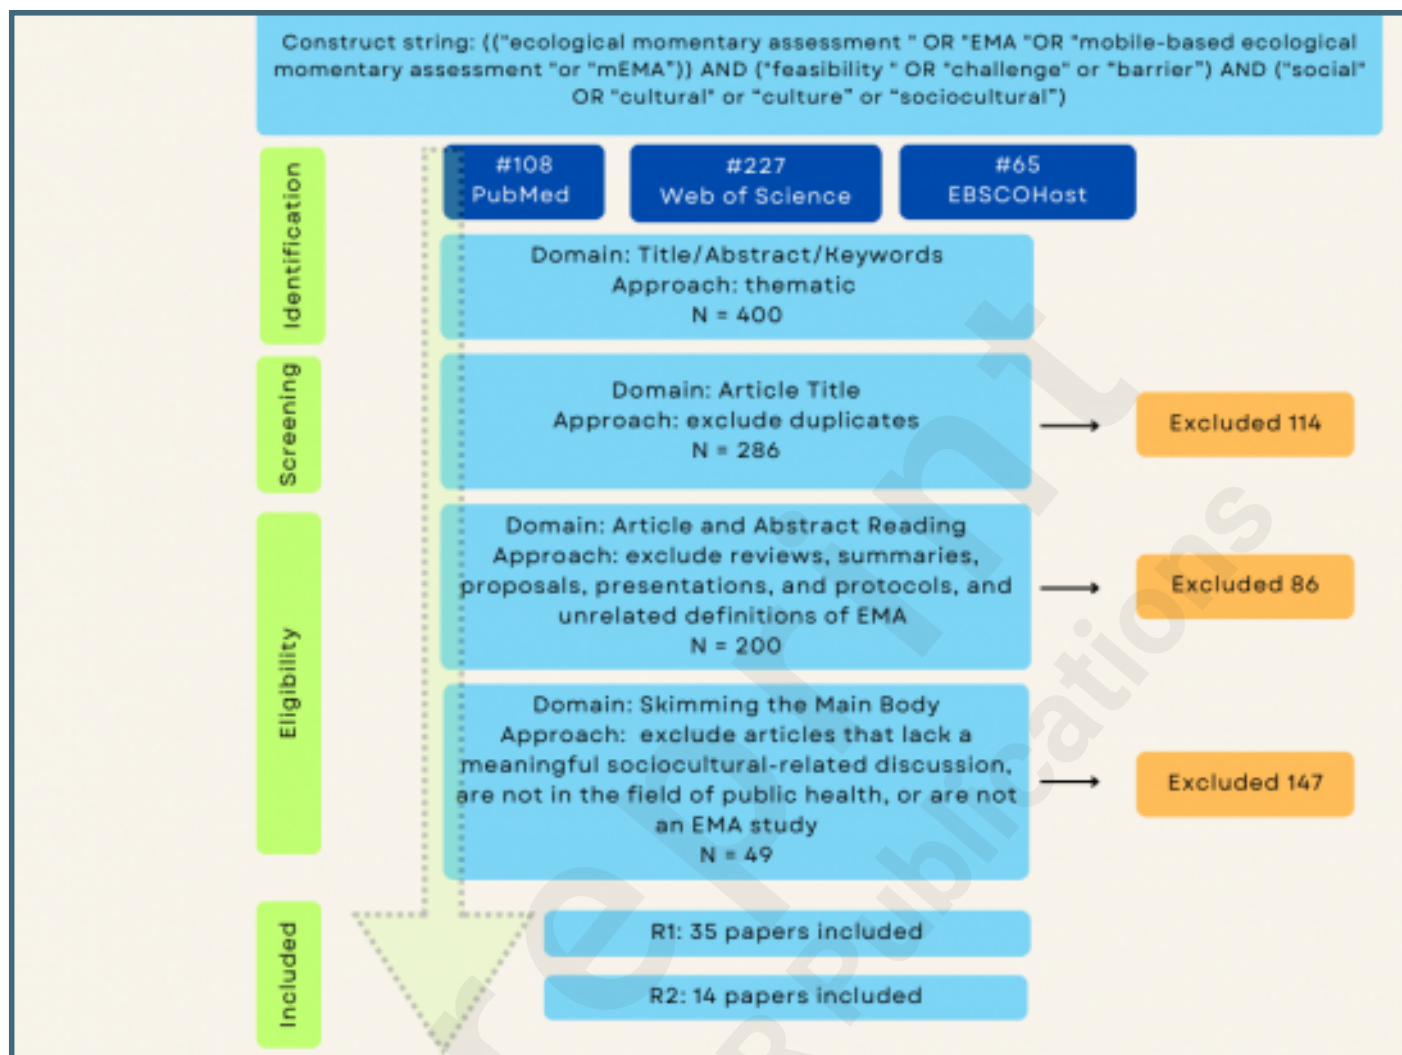 Construct string: (("ecological momentary assessment " OR "EMA "OR "mobile-based ecological
momentary assessment "or "mEMA")) AND ("feasibility " OR "challenge" or "barrier") AND ("social"
OR "cultural" or "culture" or "sociocultural")
Identification
#108
PubMed
#227
Web of Science
#65
EBSCOHost
Domain: Title/Abstract/Keywords
Approach: thematic
N = 400
Screening
Domain: Article Title
Approach: exclude duplicates
N = 286
Excluded 114
Eligibility
Domain: Article and Abstract Reading
Approach: exclude reviews, summaries,
proposals, presentations, and protocols, and
unrelated definitions of EMA
N = 200
Excluded 86
Domain: Skimming the Main Body
Approach: exclude articles that lack a
meaningful sociocultural-related discussion,
are not in the field of public health, or are not
an EMA study
N = 49
Excluded 147
Included
R1: 35 papers included
R2: 14 papers included
reprint
R Publications